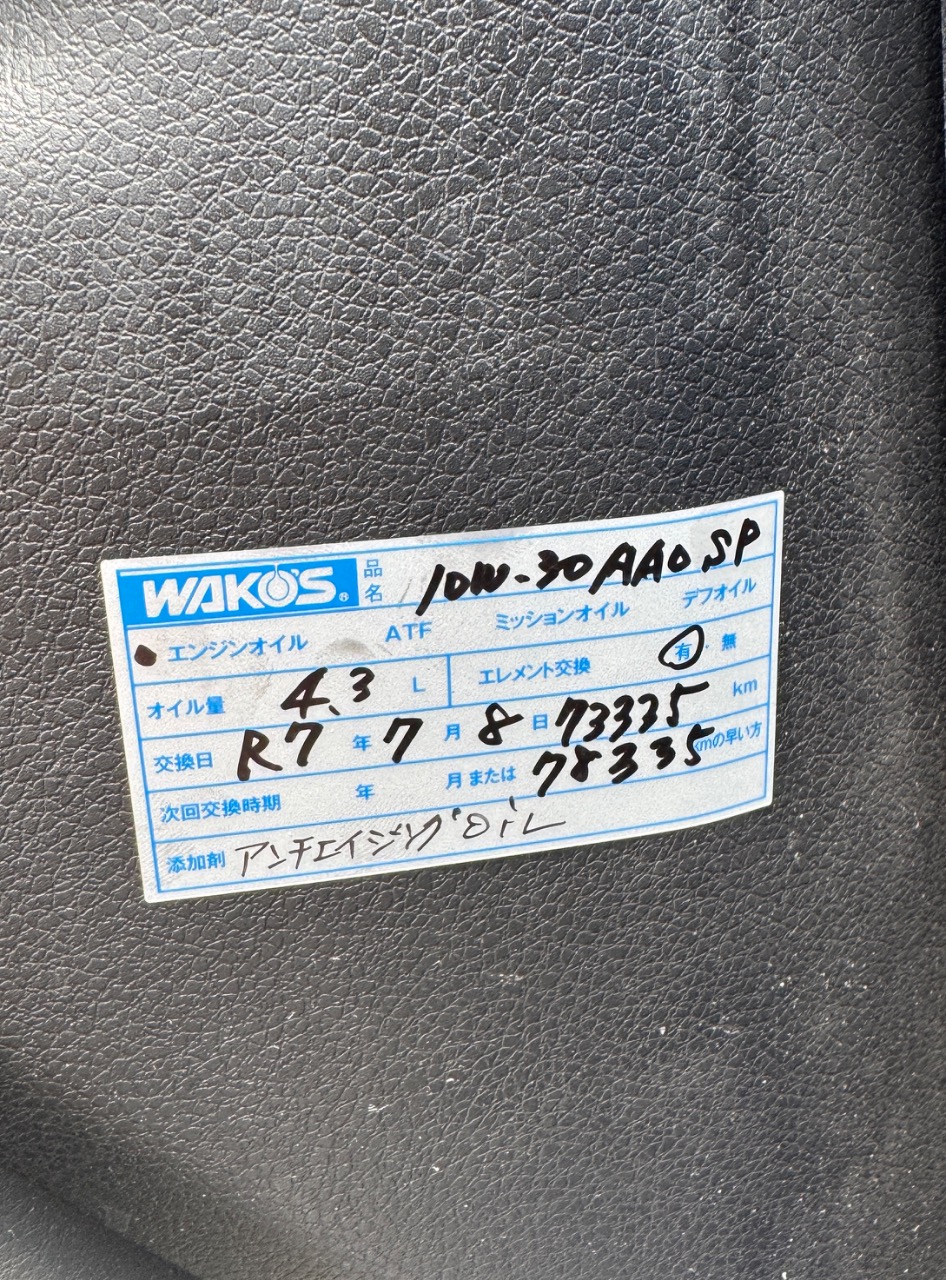 WAKO'S® 品名 10W-30 AAO SP
● エンジンオイル ATF ミッションオイル デフオイル
オイル量 4.3 L エレメント交換 有・無
交換日 R7 年 7 月 8 日 73335 km
次回交換時期 年 月または 78335 kmの早い方
添加剤 アンチエイジングOiL